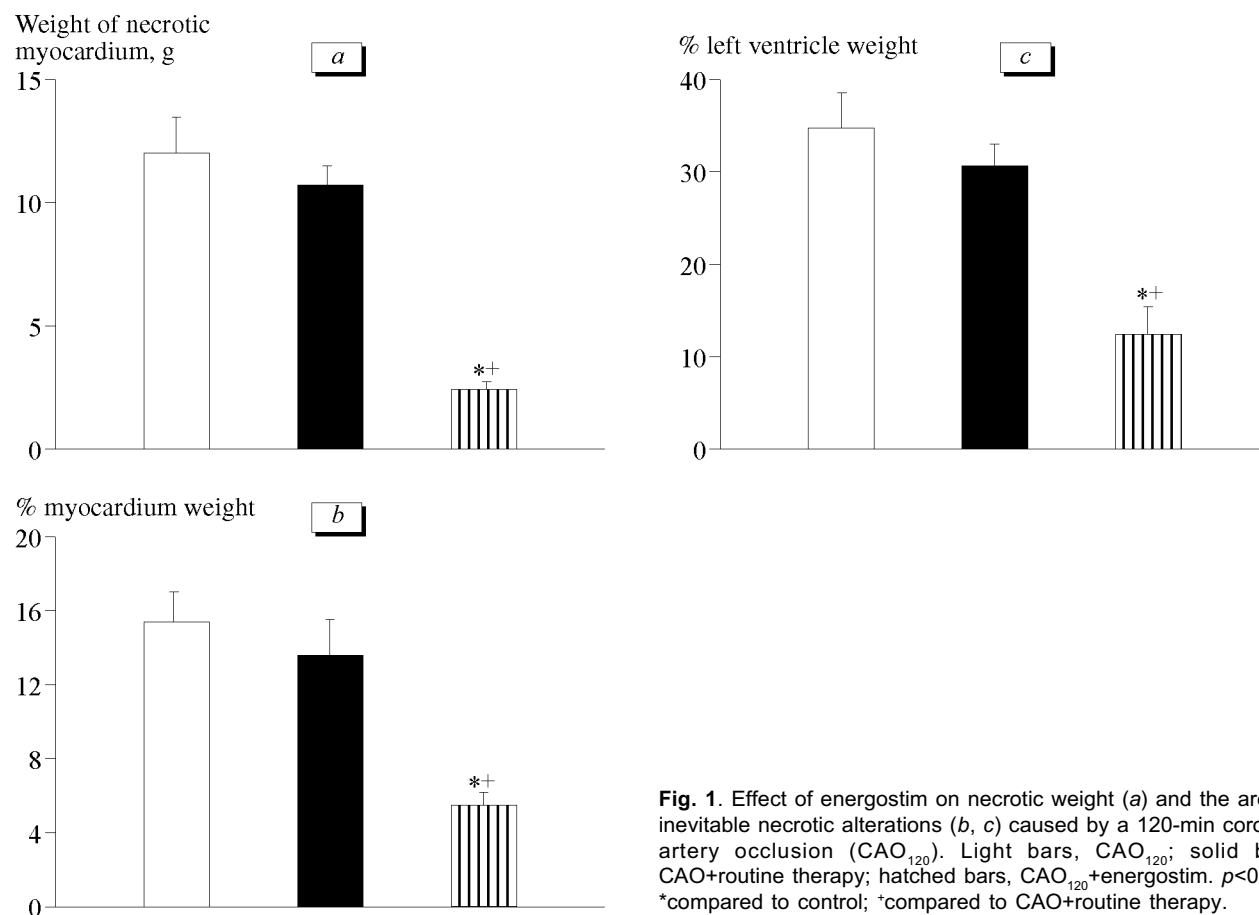 Weight of necrotic
myocardium, g
a
15
10
5
0
*+
% myocardium weight
b
20
16
12
8
4
0
*+
% left ventricle weight
c
40
30
20
10
0
*+
Fig. 1. Effect of energostim on necrotic weight (a) and the
inevitable necrotic alterations (b, c) caused by a 120-min
artery occlusion (CAO₁₂₀). Light bars, CAO₁₂₀; solid
CAO+routine therapy; hatched bars, CAO₁₂₀+energostim. p<0
*compared to control; ⁺compared to CAO+routine therapy.